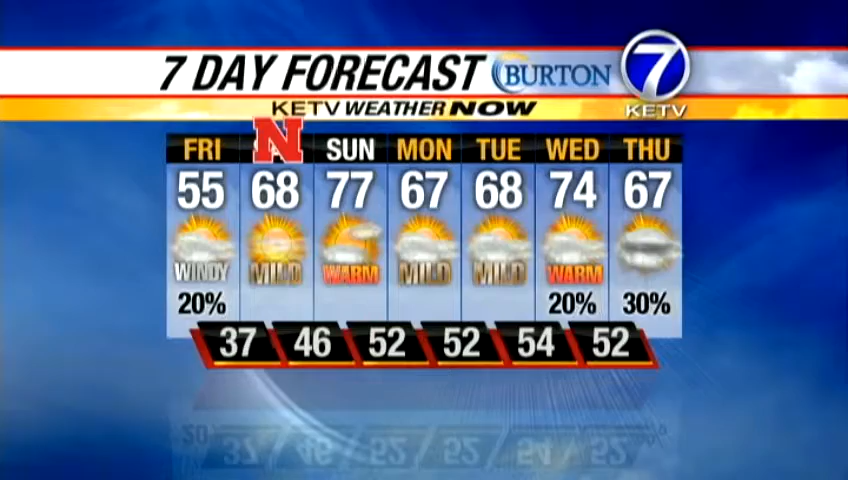 7 DAY FORECAST BURTON 7
KETV WEATHER NOW KETV
FRI N SUN MON TUE WED THU
55 68 77 67 68 74 67
WINDY MILD WARM MILD MILD WARM
20% 20% 30%
37 46 52 52 54 52